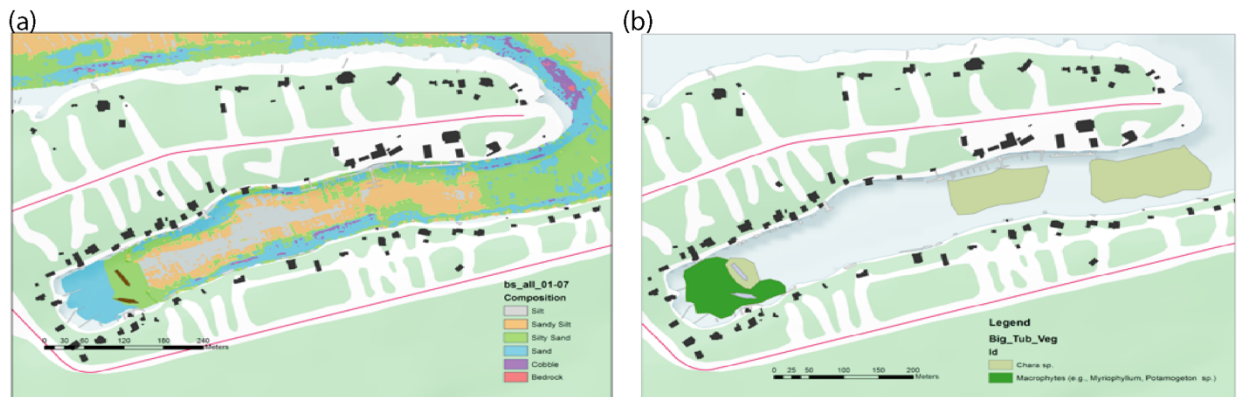 (a)
bs_all_01-07
Composition
Silt
Sandy Silt
Silty Sand
Sand
Cobble
Bedrock
0 30 60 120 180 240
Meters
(b)
Legend
Big_Tub_Veg
Id
Chara sp.
Macrophytes (e.g., Myriophyllum, Potamogeton sp.)
0 25 50 100 150 200
Meters